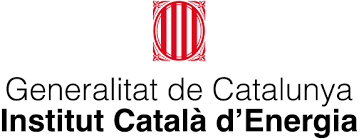 Generalitat de Catalunya
Institut Català d'Energia